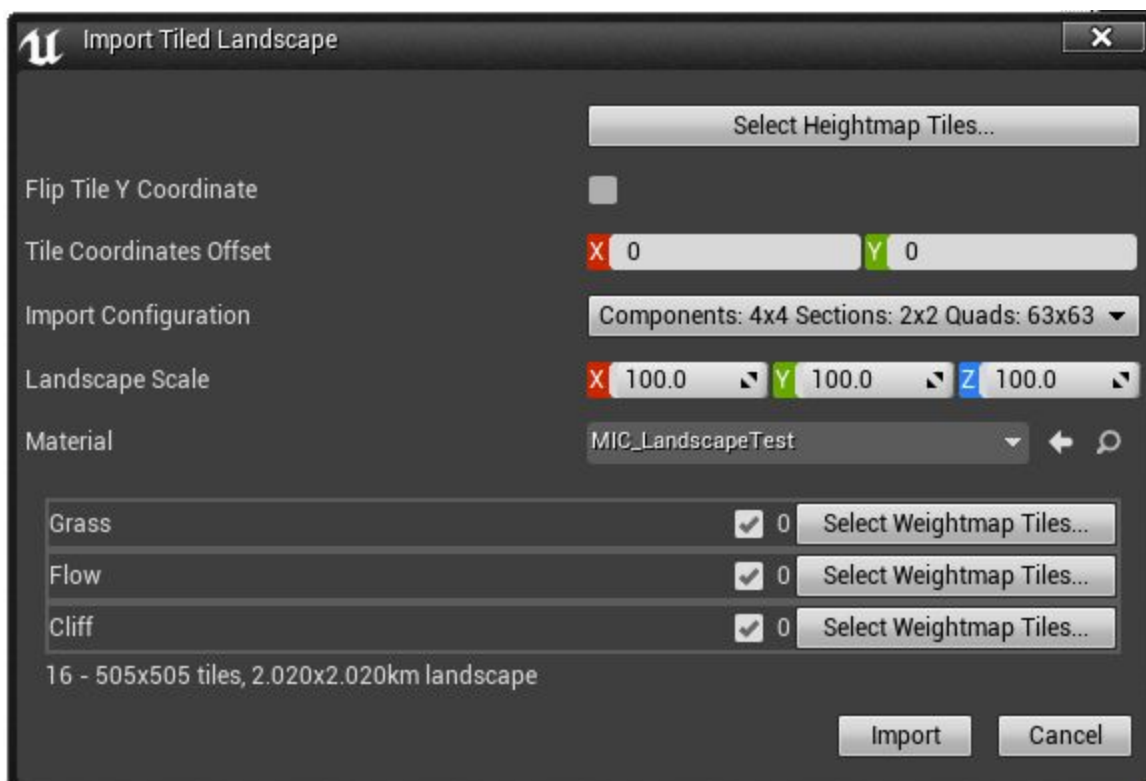 Import Tiled Landscape
Select Heightmap Tiles...
Flip Tile Y Coordinate
Tile Coordinates Offset X 0 Y 0
Import Configuration Components: 4x4 Sections: 2x2 Quads: 63x63
Landscape Scale X 100.0 Y 100.0 Z 100.0
Material MIC_LandscapeTest
Grass 0 Select Weightmap Tiles...
Flow 0 Select Weightmap Tiles...
Cliff 0 Select Weightmap Tiles...
16 - 505x505 tiles, 2.020x2.020km landscape
Import Cancel